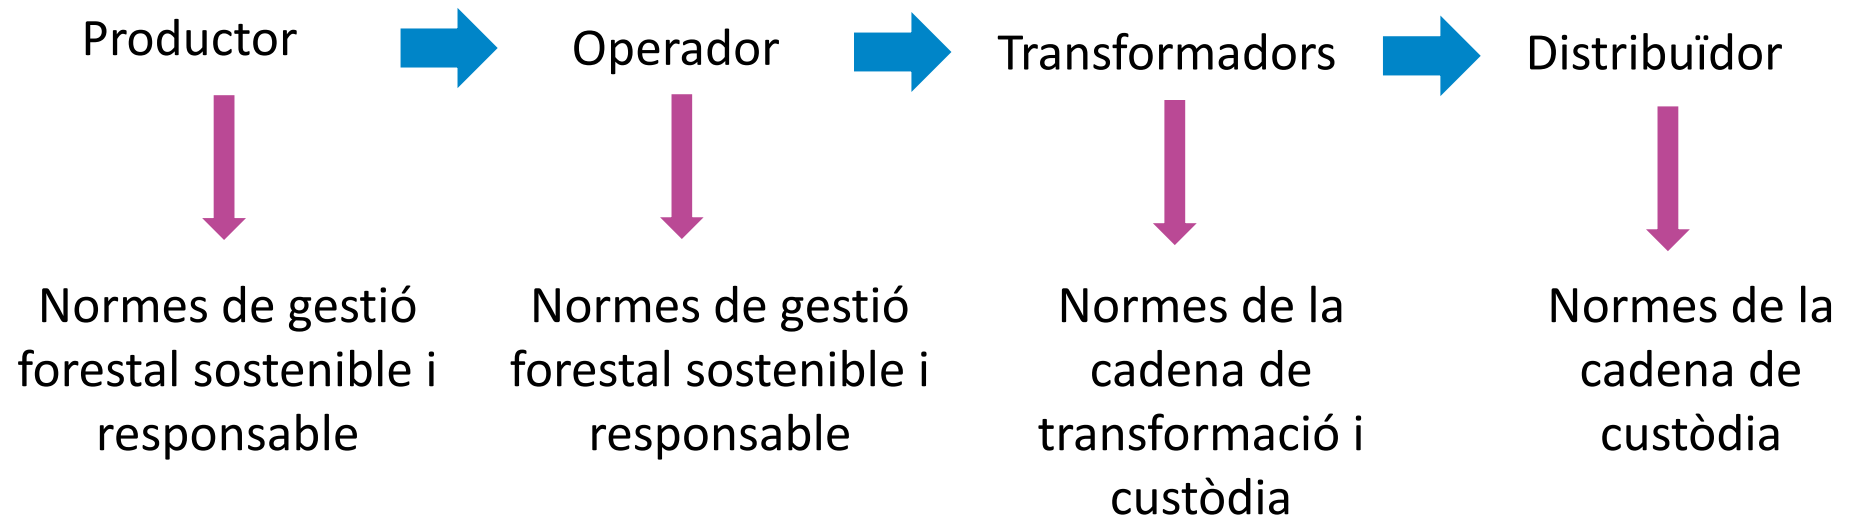 Productor
Operador
Transformadors
Distribuïdor
Normes de gestió
forestal sostenible i
responsable
Normes de gestió
forestal sostenible i
responsable
Normes de la
cadena de
transformació i
custòdia
Normes de la
cadena de
custòdia